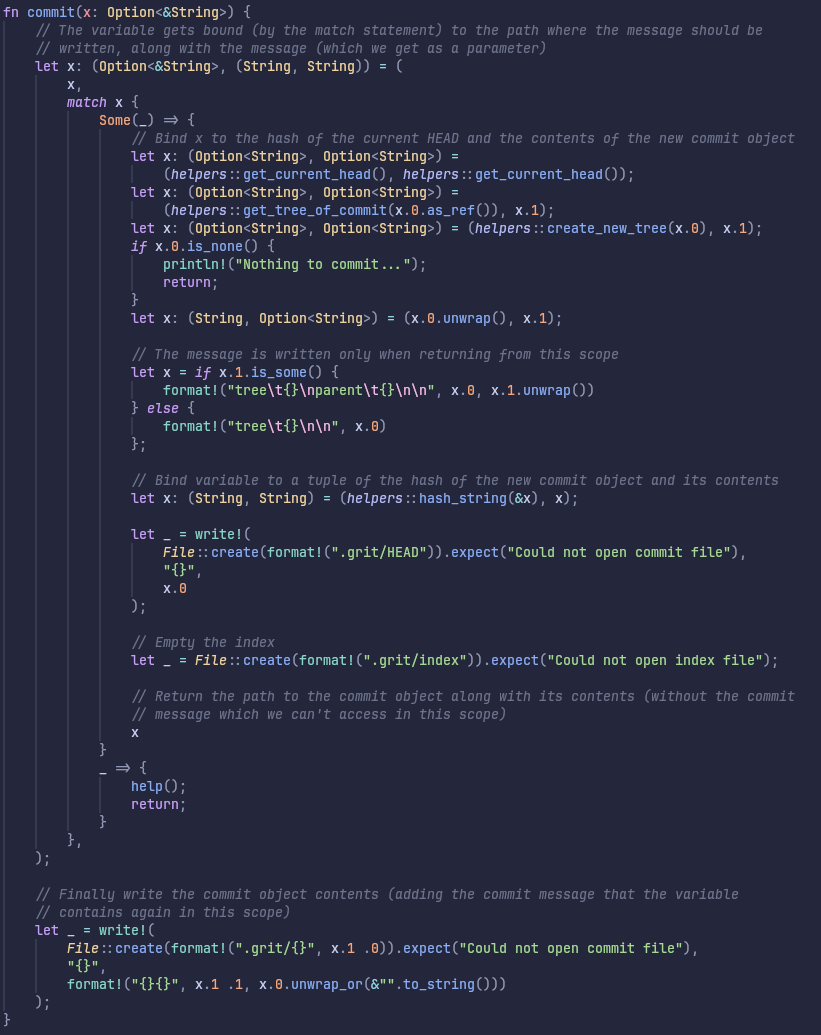 fn commit(x: Option<&String>) {
    // The variable gets bound (by the match statement) to the path where the message should be
    // written, along with the message (which we get as a parameter)
    let x: (Option<&String>, (String, String)) = (
        x,
        match x {
            Some(_) => {
                // Bind x to the hash of the current HEAD and the contents of the new commit object
                let x: (Option<String>, Option<String>) =
                    (helpers::get_current_head(), helpers::get_current_head());
                let x: (Option<String>, Option<String>) =
                    (helpers::get_tree_of_commit(x.0.as_ref()), x.1);
                let x: (Option<String>, Option<String>) = (helpers::create_new_tree(x.0), x.1);
                if x.0.is_none() {
                    println!("Nothing to commit...");
                    return;
                }
                let x: (String, Option<String>) = (x.0.unwrap(), x.1);

                // The message is written only when returning from this scope
                let x = if x.1.is_some() {
                    format!("tree\t{}\nparent\t{}\n\n", x.0, x.1.unwrap())
                } else {
                    format!("tree\t{}\n\n", x.0)
                };

                // Bind variable to a tuple of the hash of the new commit object and its contents
                let x: (String, String) = (helpers::hash_string(&x), x);

                let _ = write!(
                    File::create(format!(".grit/HEAD")).expect("Could not open commit file"),
                    "{}",
                    x.0
                );

                // Empty the index
                let _ = File::create(format!(".grit/index")).expect("Could not open index file");

                // Return the path to the commit object along with its contents (without the commit
                // message which we can't access in this scope)
                x
            }
            _ => {
                help();
                return;
            }
        },
    );

    // Finally write the commit object contents (adding the commit message that the variable
    // contains again in this scope)
    let _ = write!(
        File::create(format!(".grit/{}", x.1 .0)).expect("Could not open commit file"),
        "{}",
        format!("{}{}", x.1 .1, x.0.unwrap_or(&"".to_string()))
    );
}